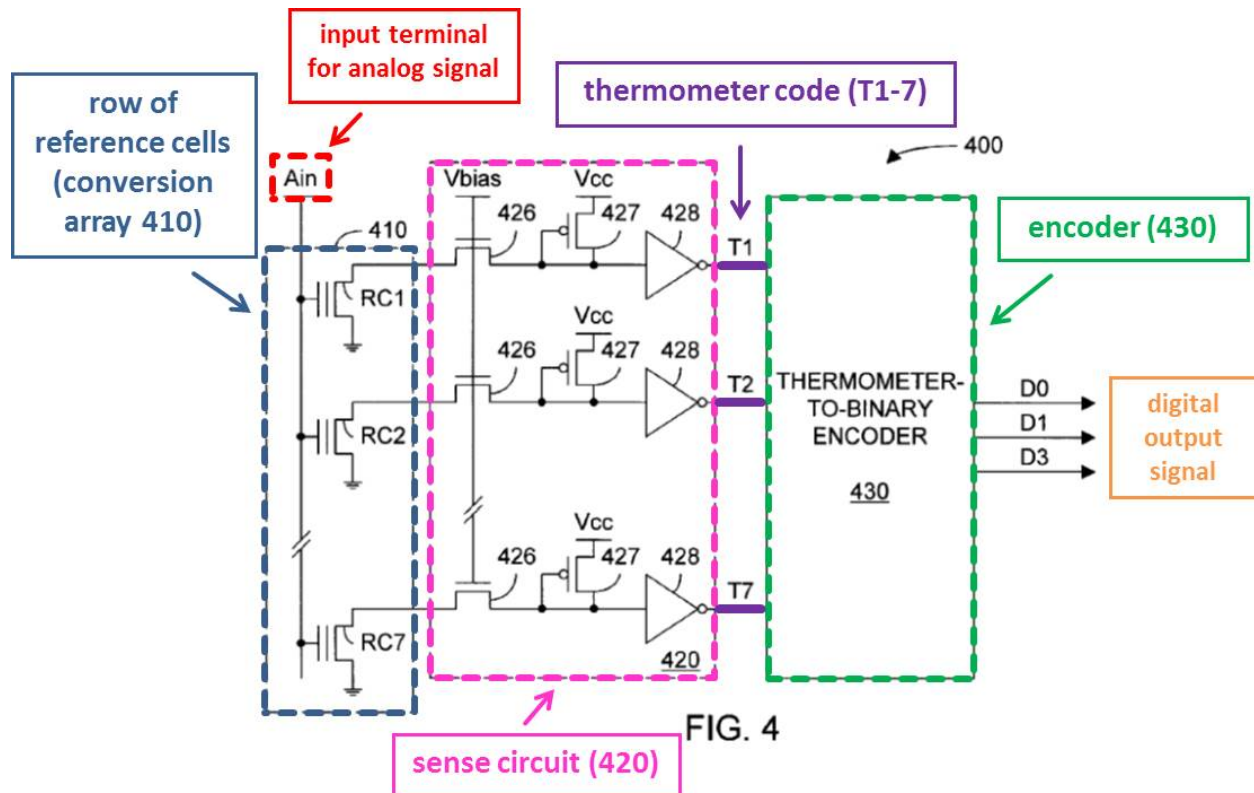 input terminal
for analog signal
row of
reference cells
(conversion
array 410)
thermometer code (T1-7)
400
Ain
Vbias
Vcc
426
427
428
T1
encoder (430)
410
RC1
Vcc
426
427
428
T2
RC2
THERMOMETER-
TO-BINARY
ENCODER
430
D0
D1
D3
digital
output
signal
Vcc
426
427
428
T7
RC7
420
FIG. 4
sense circuit (420)